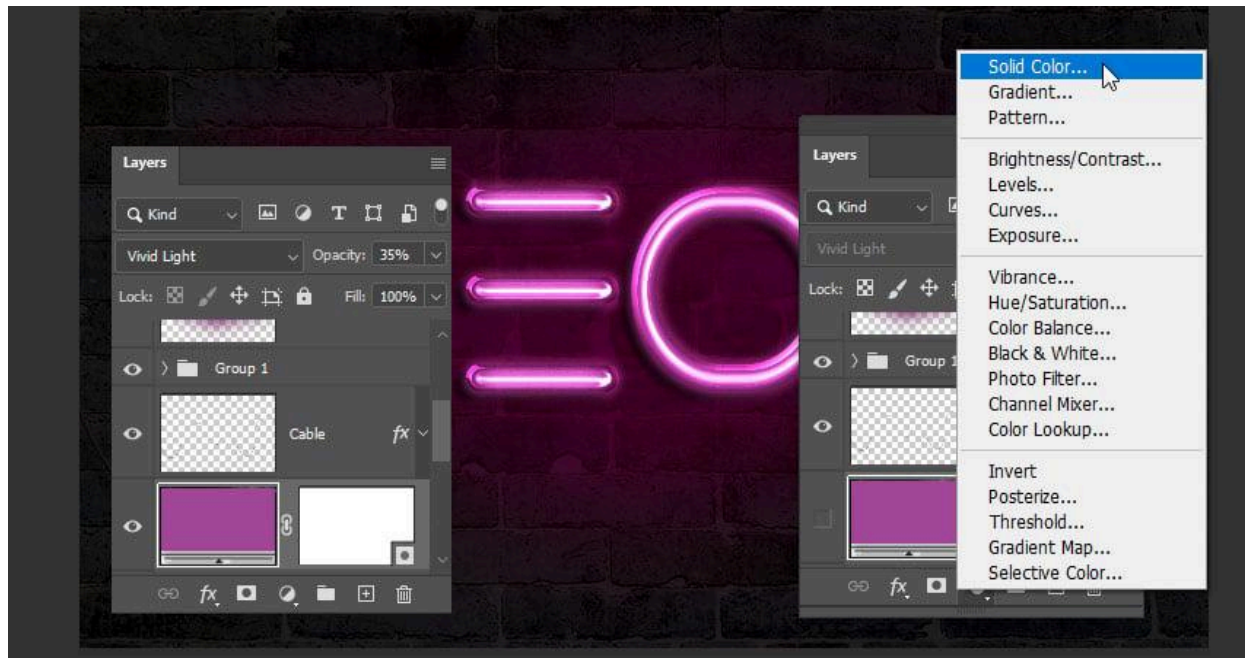 Layers
Kind
T
Vivid Light
Opacity: 35%
Lock:
Fill: 100%
Group 1
Cable
fx
fx
Layers
Kind
Vivid Light
Lock:
Group 1
fx
Solid Color...
Gradient...
Pattern...
Brightness/Contrast...
Levels...
Curves...
Exposure...
Vibrance...
Hue/Saturation...
Color Balance...
Black & White...
Photo Filter...
Channel Mixer...
Color Lookup...
Invert
Posterize...
Threshold...
Gradient Map...
Selective Color...